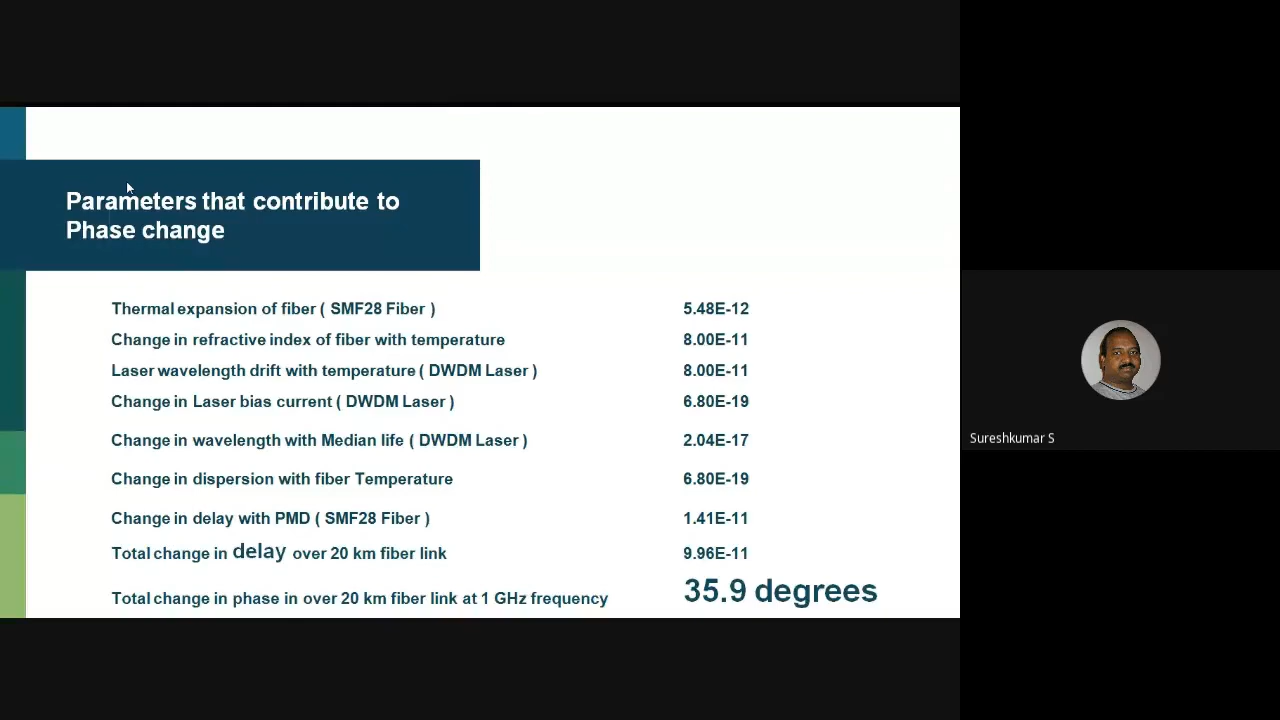 Parameters that contribute to
Phase change
Thermal expansion of fiber ( SMF28 Fiber ) 5.48E-12
Change in refractive index of fiber with temperature 8.00E-11
Laser wavelength drift with temperature ( DWDM Laser ) 8.00E-11
Change in Laser bias current ( DWDM Laser ) 6.80E-19
Change in wavelength with Median life ( DWDM Laser ) 2.04E-17
Change in dispersion with fiber Temperature 6.80E-19
Change in delay with PMD ( SMF28 Fiber ) 1.41E-11
Total change in delay over 20 km fiber link 9.96E-11
Total change in phase in over 20 km fiber link at 1 GHz frequency 35.9 degrees
Sureshkumar S